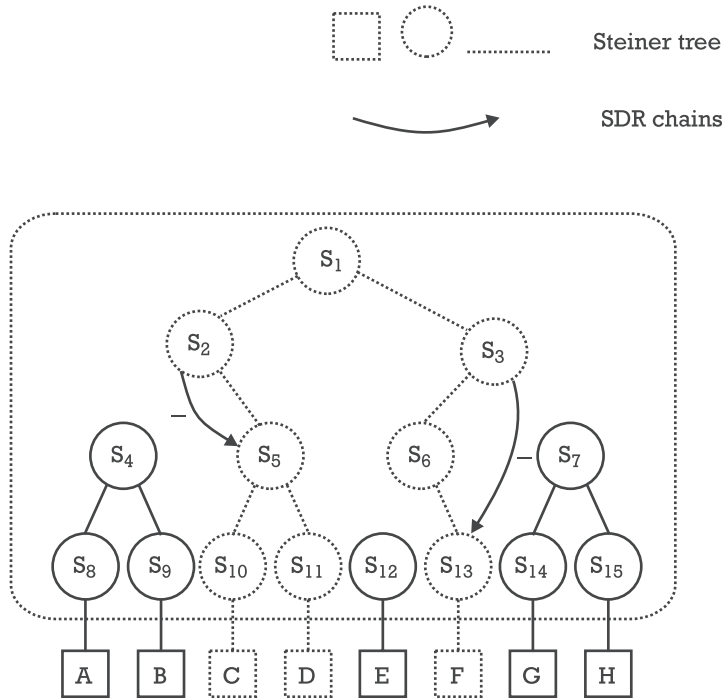 Steiner tree
SDR chains
S1
S2
S3
–
S4
S5
S6
–
S7
S8
S9
S10
S11
S12
S13
S14
S15
A
B
C
D
E
F
G
H